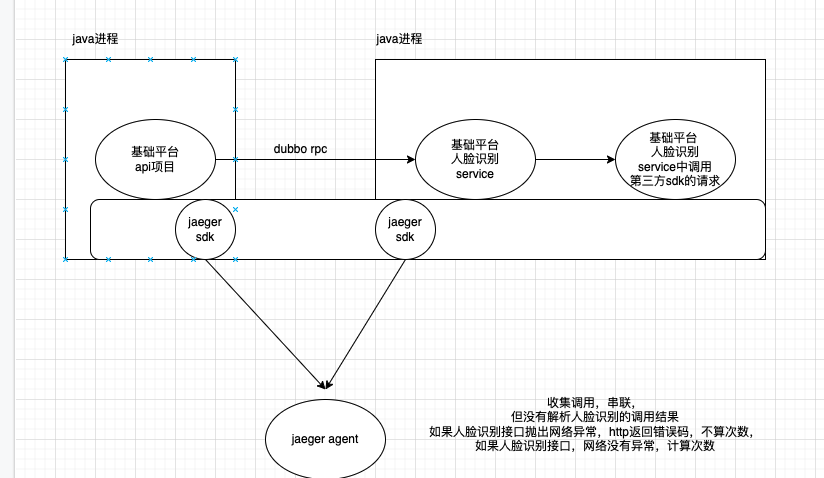 java进程
java进程
基础平台
api项目
dubbo rpc
基础平台
人脸识别
service
基础平台
人脸识别
service中调用
第三方sdk的请求
jaeger
sdk
jaeger
sdk
jaeger agent
收集调用，串联，
但没有解析人脸识别的调用结果
如果人脸识别接口抛出网络异常，http返回错误码，不算次数，
如果人脸识别接口，网络没有异常，计算次数